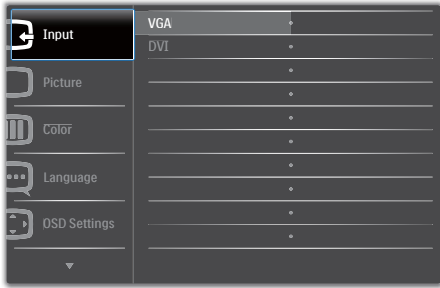 Input
VGA
DVI
Picture
Color
Language
OSD Settings